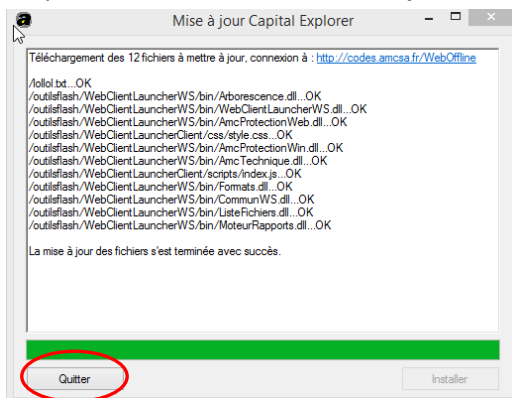 Mise à jour Capital Explorer
Téléchargement des 12 fichiers à mettre à jour, connexion à : http://codes.amcsa.fr/WebOffline
/lollol.txt...OK
/outilsflash/WebClientLauncherWS/bin/Arborescence.dll...OK
/outilsflash/WebClientLauncherWS/bin/WebClientLauncherWS.dll...OK
/outilsflash/WebClientLauncherWS/bin/AmcProtectionWeb.dll...OK
/outilsflash/WebClientLauncherClient/css/style.css...OK
/outilsflash/WebClientLauncherWS/bin/AmcProtectionWin.dll...OK
/outilsflash/WebClientLauncherWS/bin/AmcTechnique.dll...OK
/outilsflash/WebClientLauncherClient/scripts/index.js...OK
/outilsflash/WebClientLauncherWS/bin/Formats.dll...OK
/outilsflash/WebClientLauncherWS/bin/CommunWS.dll...OK
/outilsflash/WebClientLauncherWS/bin/ListeFichiers.dll...OK
/outilsflash/WebClientLauncherWS/bin/MoteurRapports.dll...OK
La mise à jour des fichiers s'est terminée avec succès.
Quitter
Installer